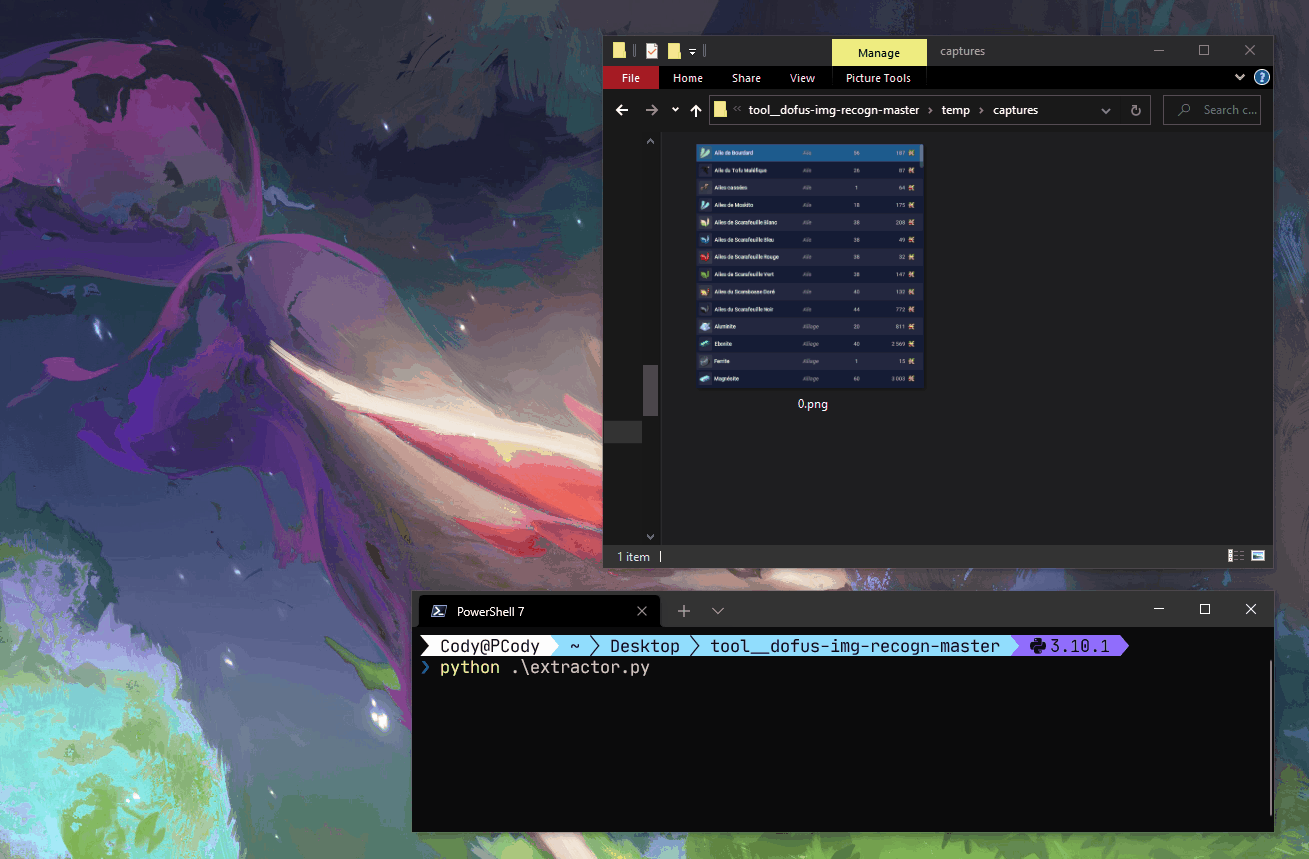 Manage captures
File Home Share View Picture Tools
tool__dofus-img-recogn-master temp captures Search c...
Aile de Bourdard Aile 36 187
Aile du Tofu Maléfique Aile 26 87
Ailes cassées Aile 1 64
Ailes de Moskito Aile 18 175
Ailes de Scarafeuille Blanc Aile 38 208
Ailes de Scarafeuille Bleu Aile 38 49
Ailes de Scarafeuille Rouge Aile 38 32
Ailes de Scarafeuille Vert Aile 38 147
Ailes du Scarabosse Doré Aile 40 132
Ailes du Scarafeuille Noir Aile 44 772
Aluminite Alliage 20 811
Ebonite Alliage 40 2 569
Ferrite Alliage 1 15
Magnésite Alliage 60 3 003
0.png
1 item
PowerShell 7
Cody@PCody ~ Desktop tool__dofus-img-recogn-master 3.10.1
python .\extractor.py